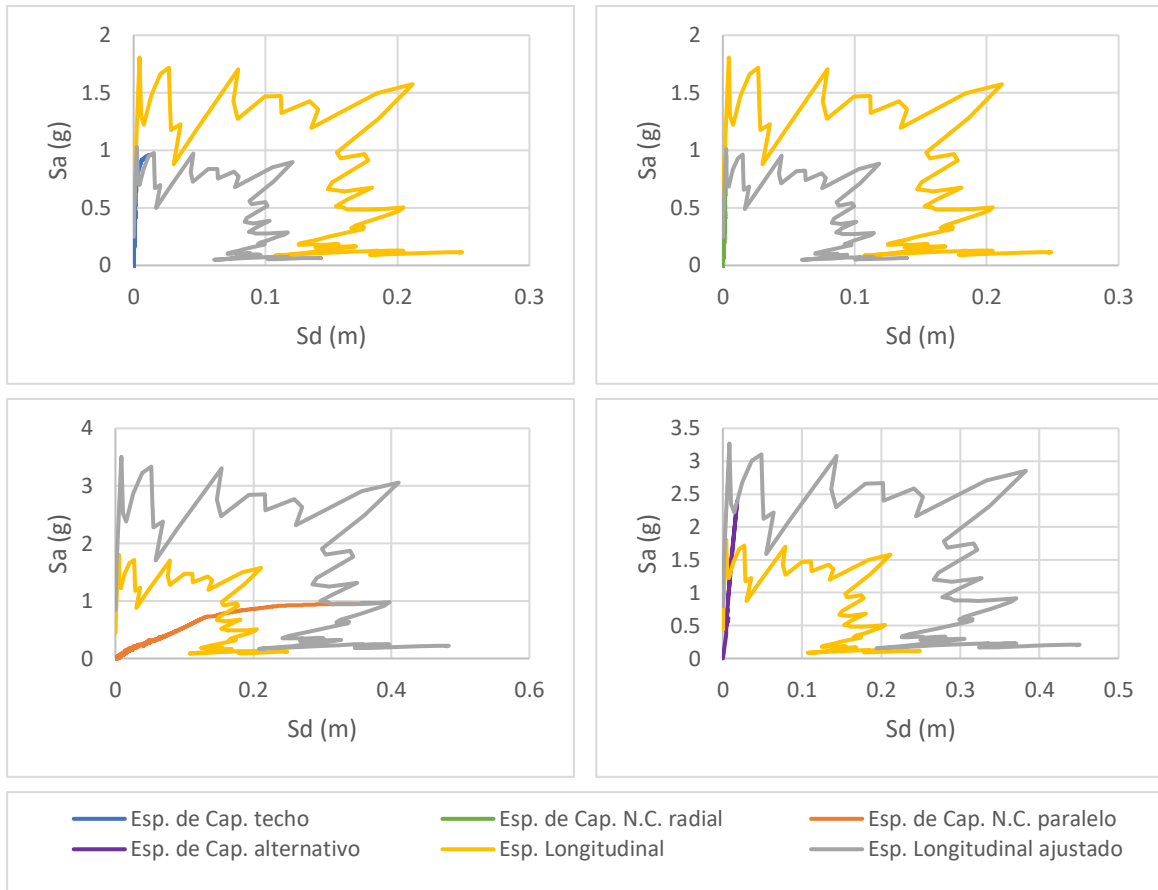 2
1.5
1
0.5
0
Sa (g)
0 0.1 0.2 0.3
Sd (m)
2
1.5
1
0.5
0
Sa (g)
0 0.1 0.2 0.3
Sd (m)
4
3
2
1
0
Sa (g)
0 0.2 0.4 0.6
Sd (m)
3.5
3
2.5
2
1.5
1
0.5
0
Sa (g)
0 0.1 0.2 0.3 0.4 0.5
Sd (m)
Esp. de Cap. techo Esp. de Cap. N.C. radial Esp. de Cap. N.C. paralelo
Esp. de Cap. alternativo Esp. Longitudinal Esp. Longitudinal ajustado